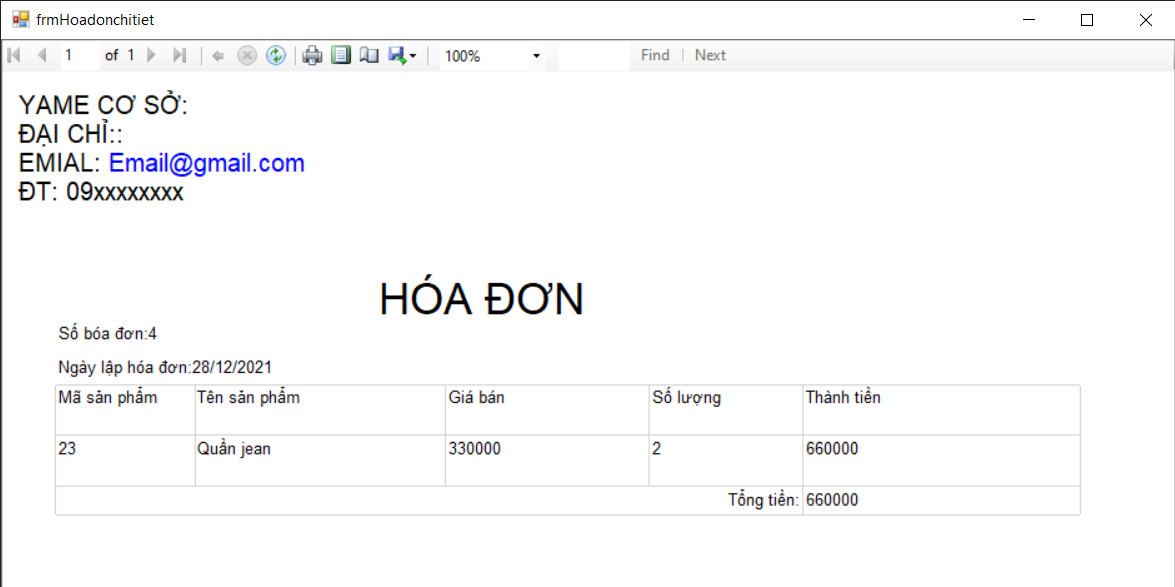 frmHoadonchitiet
1 of 1 100% Find Next
YAME CƠ SỞ:
ĐẠI CHỈ::
EMIAL: Email@gmail.com
ĐT: 09xxxxxxxx
HÓA ĐƠN
Số bóa đơn:4
Ngày lập hóa đơn:28/12/2021
Mã sản phẩm Tên sản phẩm Giá bán Số lượng Thành tiền
23 Quần jean 330000 2 660000
Tổng tiền: 660000